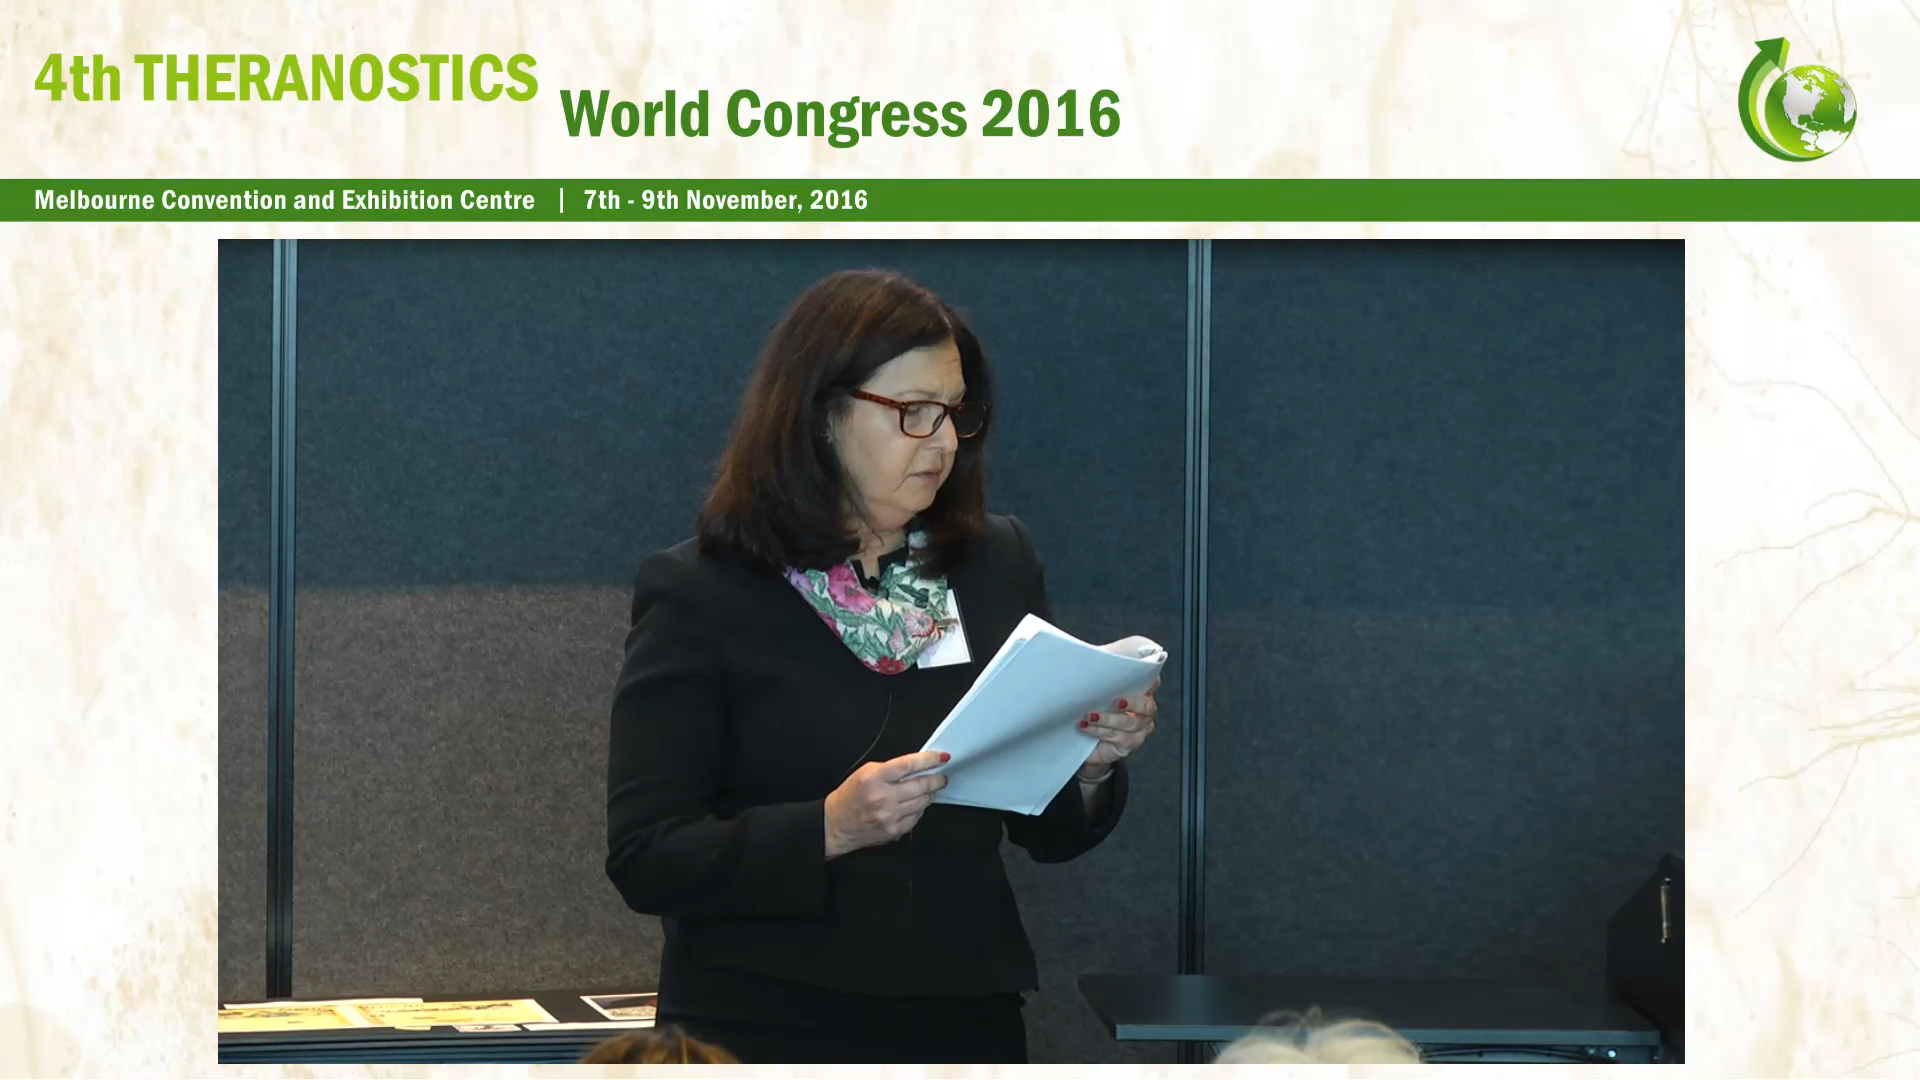 4th THERANOSTICS World Congress 2016
Melbourne Convention and Exhibition Centre | 7th - 9th November, 2016